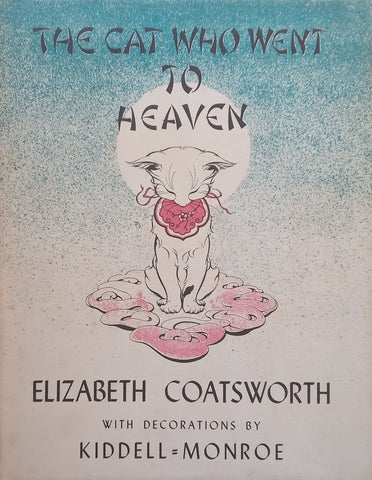 THE CAT WHO WENT
TO
HEAVEN
ELIZABETH COATSWORTH
WITH DECORATIONS BY
KIDDELL=MONROE